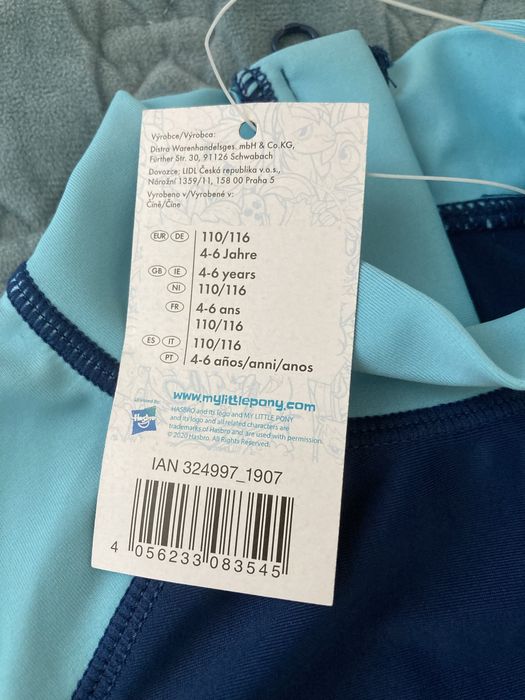 Výrobce/Výrobca:
Distra Warenhandelsges. mbH & Co.KG,
Fürther Str. 30, 91126 Schwabach
Dovozce: LIDL Česká republika v.o.s.,
Nárožní 1359/11, 158 00 Praha 5
Vyrobeno v/Vyrobené v:
Číně/Číne
EUR DE 110/116
4-6 Jahre
GB IE 4-6 years
NI 110/116
FR 4-6 ans
110/116
ES IT 110/116
PT 4-6 años/anni/anos
www.mylittlepony.com
licensed by:
Hasbro
HASBRO and its logo and MY LITTLE PONY
and its logo and all related characters are
trademarks of Hasbro and are used with permission.
© 2020 Hasbro. All Rights Reserved.
IAN 324997_1907
4 056233 083545